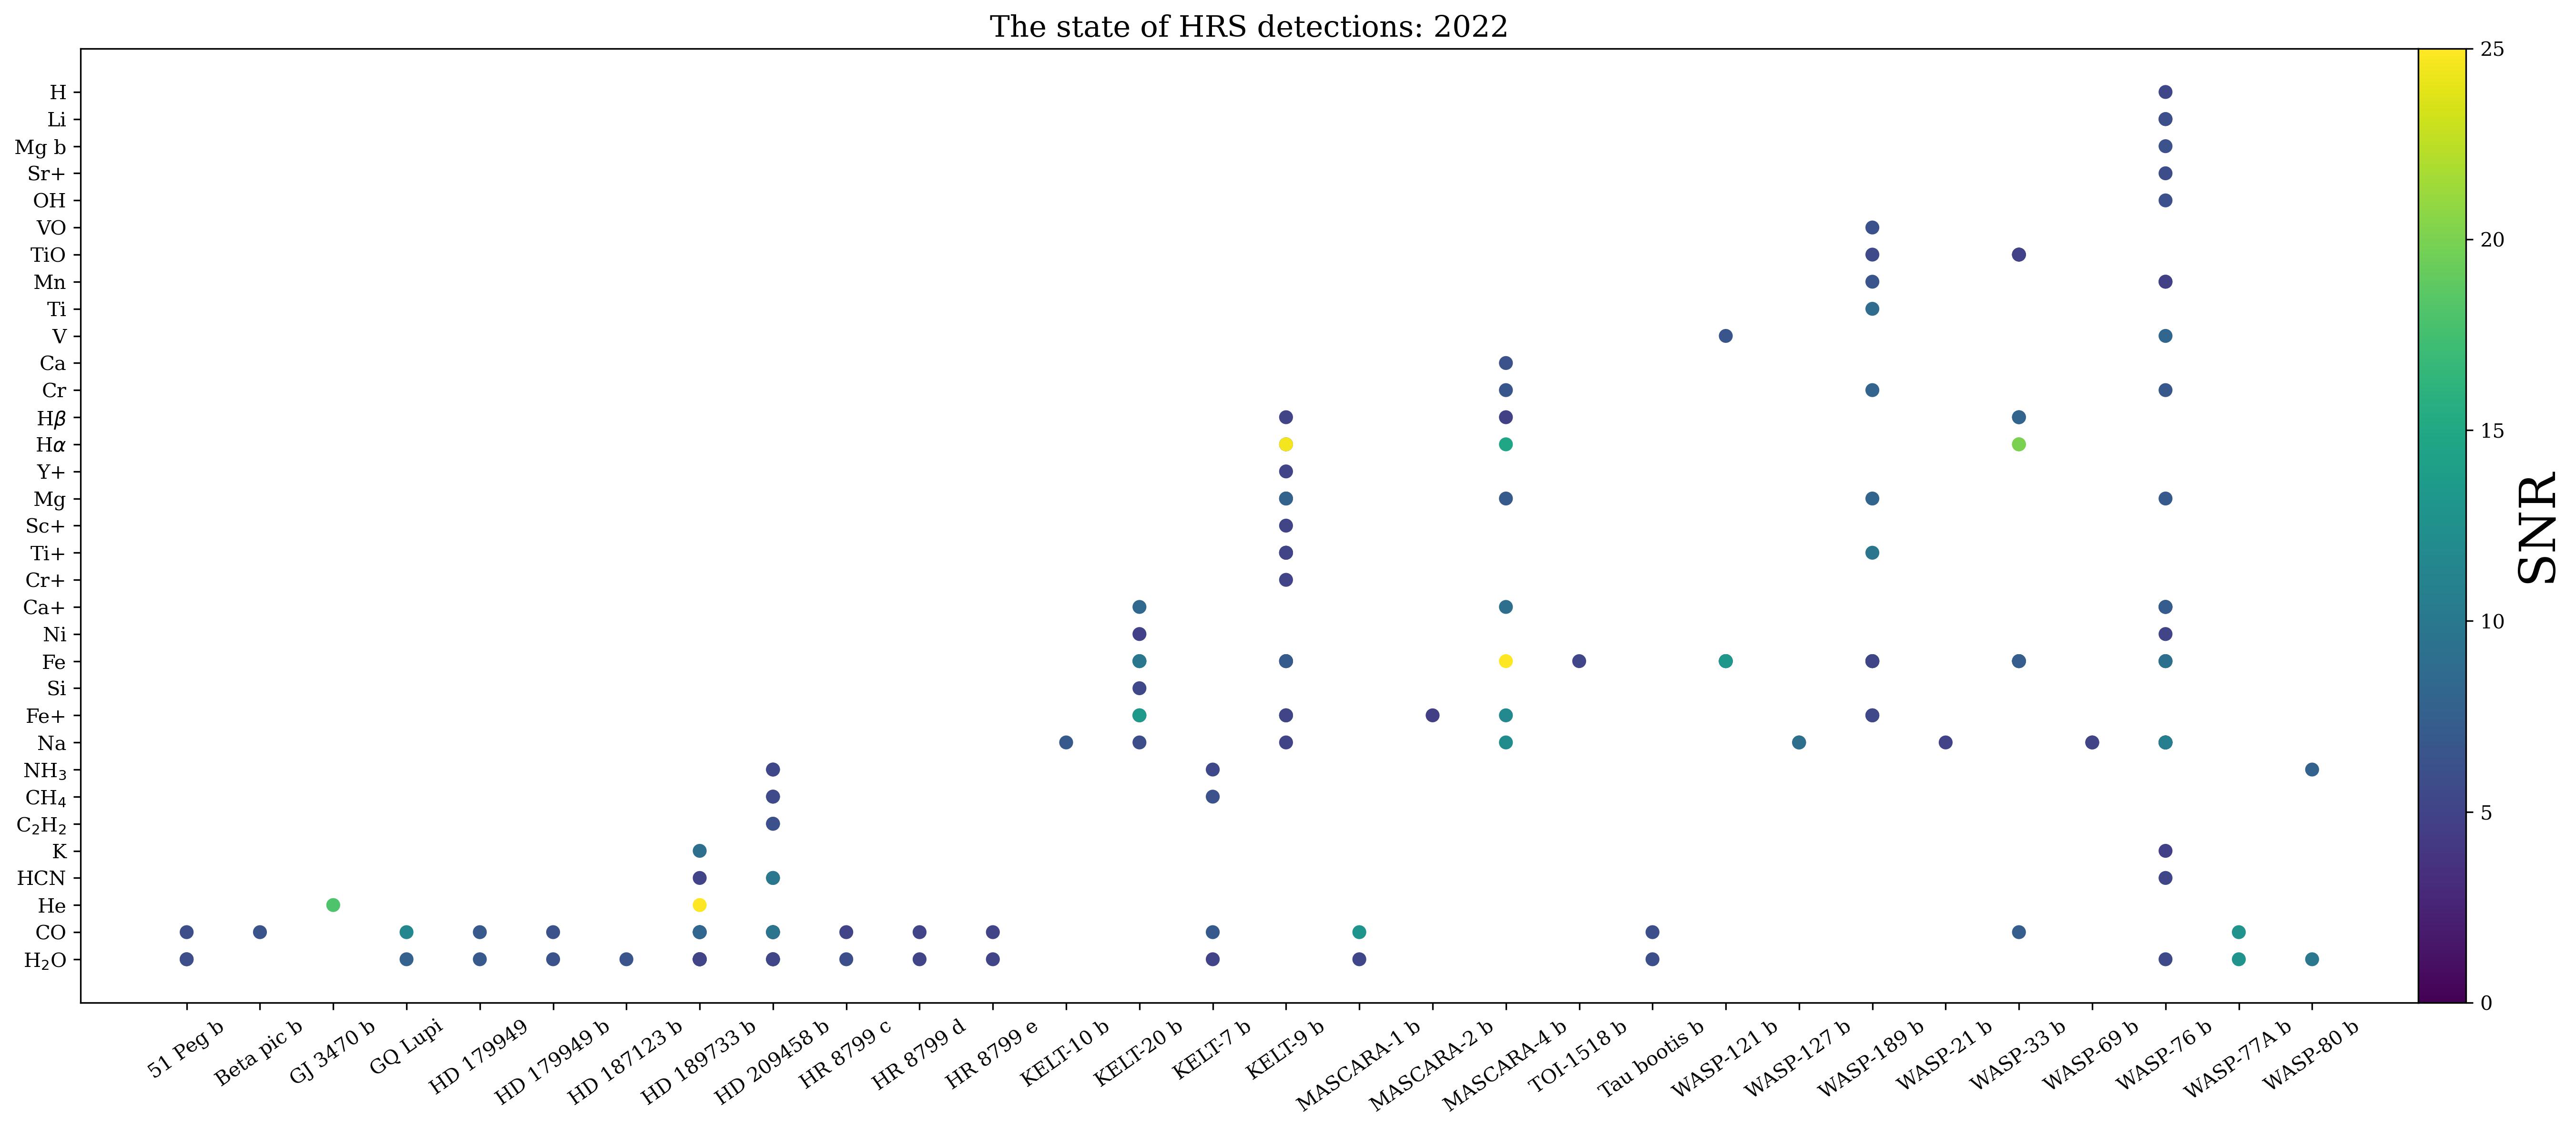 The state of HRS detections: 2022
H
Li
Mg b
Sr+
OH
VO
TiO
Mn
Ti
V
Ca
Cr
Hβ
Hα
Y+
Mg
Sc+
Ti+
Cr+
Ca+
Ni
Fe
Si
Fe+
Na
NH₃
CH₄
C₂H₂
K
HCN
He
CO
H₂O
51 Peg b
Beta pic b
GJ 3470 b
GQ Lupi
HD 179949
HD 179949 b
HD 187123 b
HD 189733 b
HD 209458 b
HR 8799 c
HR 8799 d
HR 8799 e
KELT-10 b
KELT-20 b
KELT-7 b
KELT-9 b
MASCARA-1 b
MASCARA-2 b
MASCARA-4 b
TOI-1518 b
Tau bootis b
WASP-121 b
WASP-127 b
WASP-189 b
WASP-21 b
WASP-33 b
WASP-69 b
WASP-76 b
WASP-77A b
WASP-80 b
25
20
15
10
5
0
SNR